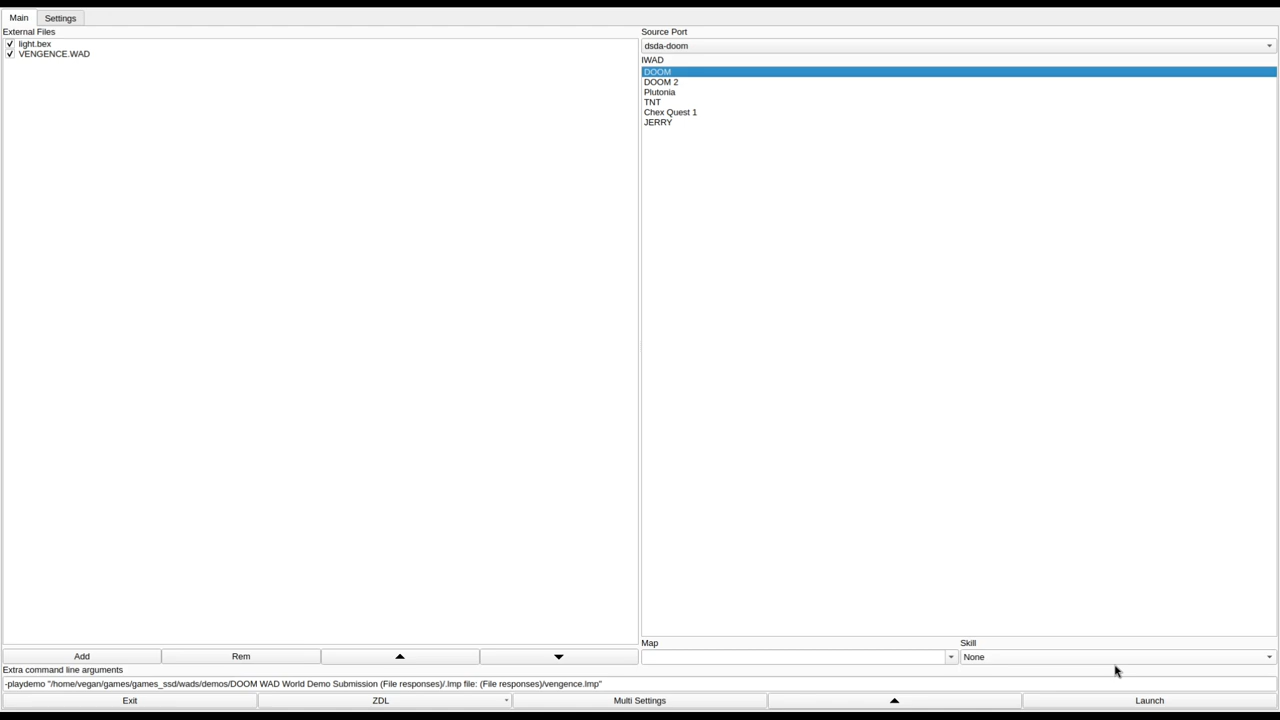 Main Settings
External Files
light.bex
VENGENCE.WAD
Source Port
dsda-doom
IWAD
DOOM
DOOM 2
Plutonia
TNT
Chex Quest 1
JERRY
Map Skill
None
Add Rem
Extra command line arguments
-playdemo "/home/vegan/games/games_ssd/wads/demos/DOOM WAD World Demo Submission (File responses)/.lmp file: (File responses)/vengence.lmp"
Exit ZDL Multi Settings Launch